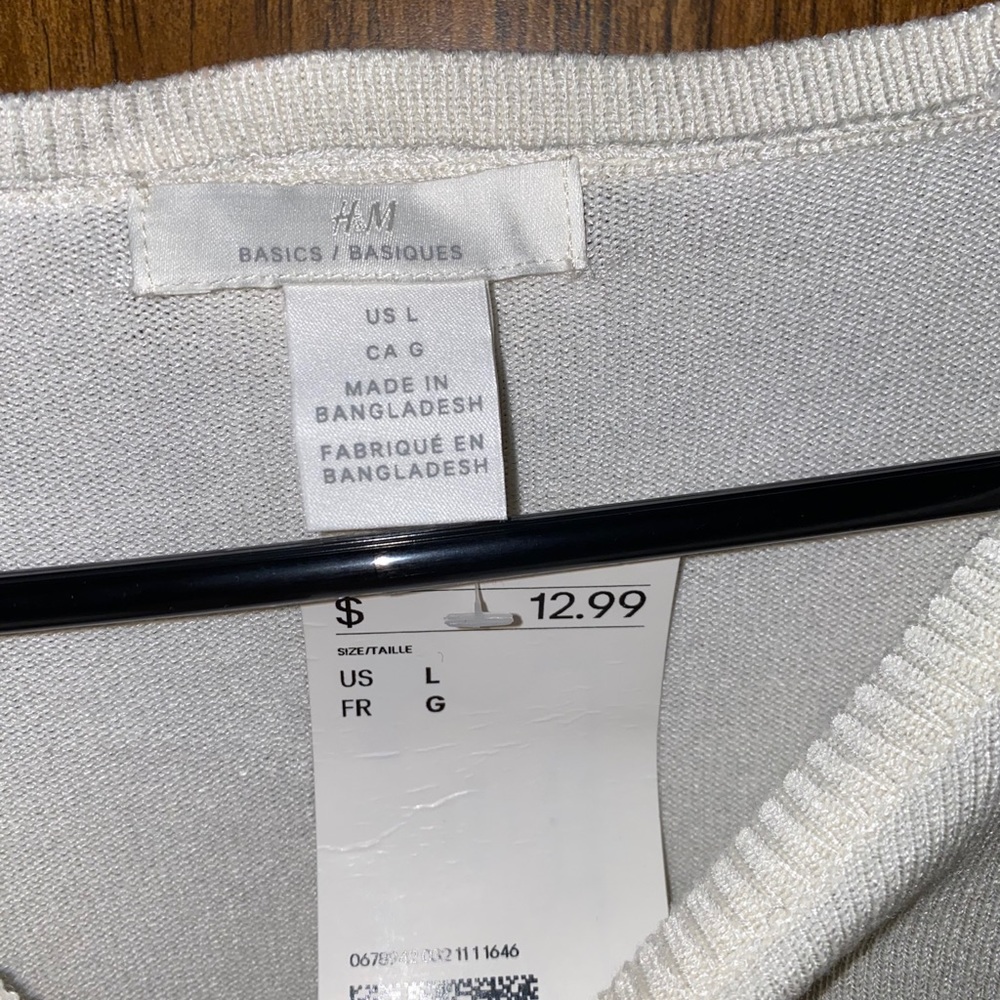 H&M
BASICS / BASIQUES
US L
CA G
MADE IN
BANGLADESH
FABRIQUÉ EN
BANGLADESH
$ 12.99
SIZE/TAILLE
US L
FR G